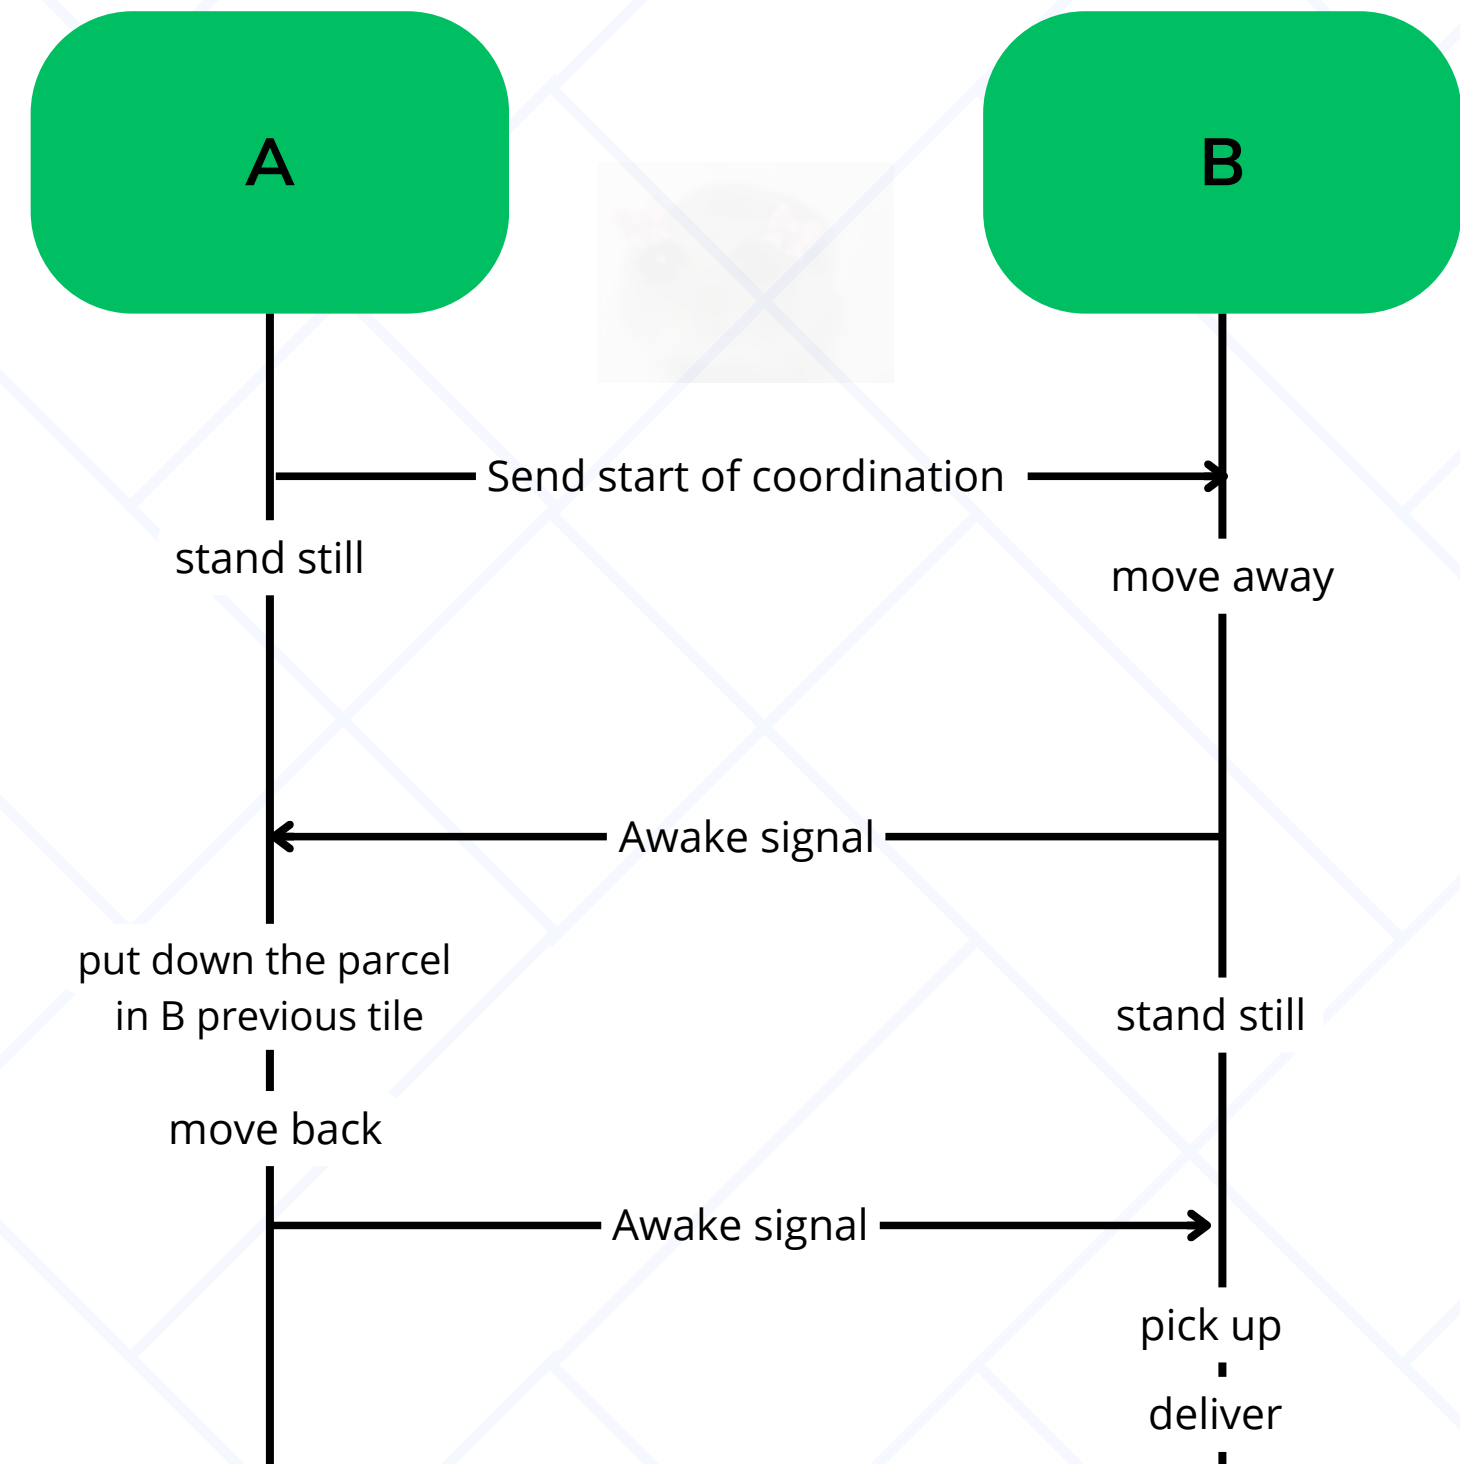 A
B
Send start of coordination
stand still
move away
Awake signal
put down the parcel
in B previous tile
stand still
move back
Awake signal
pick up
deliver